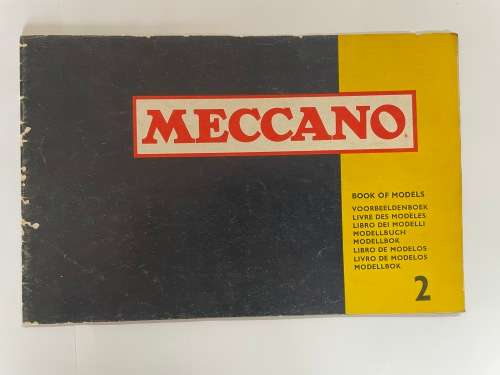 MECCANO
BOOK OF MODELS
VOORBEELDENBOEK
LIVRE DES MODELES
LIBRO DEI MODELLI
MODELLBUCH
MODELLBOK
LIBRO DE MODELOS
LIVRO DE MODELOS
MODELLBOK
2